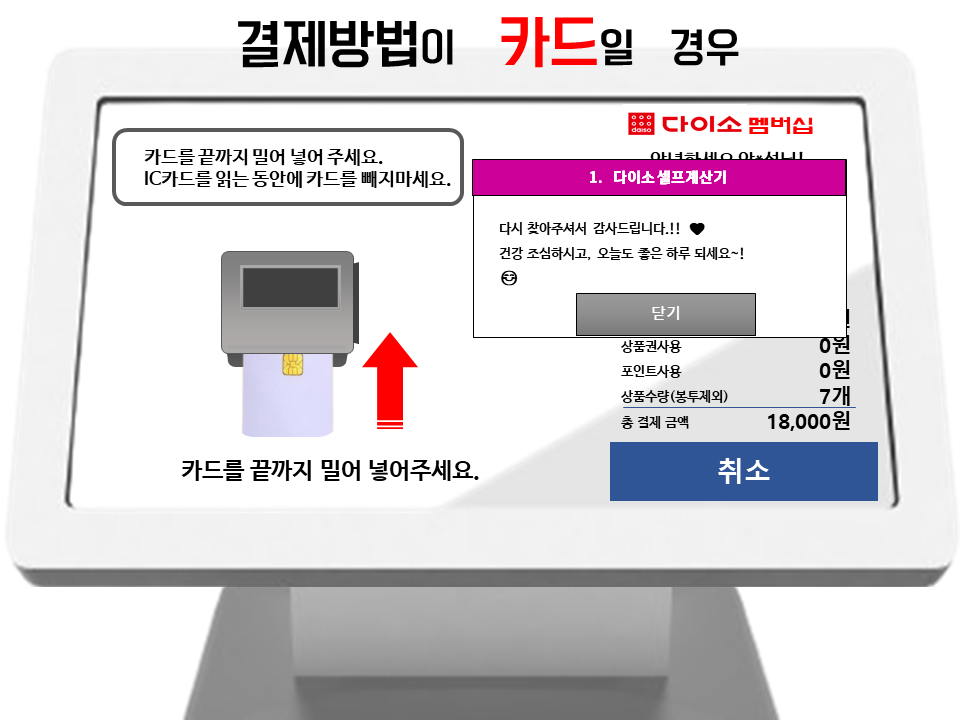 결제방법이 카드일 경우
카드를 끝까지 밀어 넣어 주세요.
IC카드를 읽는 동안에 카드를 빼지마세요.
daiso 다이소 멤버십
1. 다이소 셀프계산기
다시 찾아주셔서 감사드립니다.!! ♥
건강 조심하시고, 오늘도 좋은 하루 되세요~!
😊
닫기
상품권사용 0원
포인트사용 0원
상품수량(봉투제외) 7개
총 결제 금액 18,000원
카드를 끝까지 밀어 넣어주세요.
취소